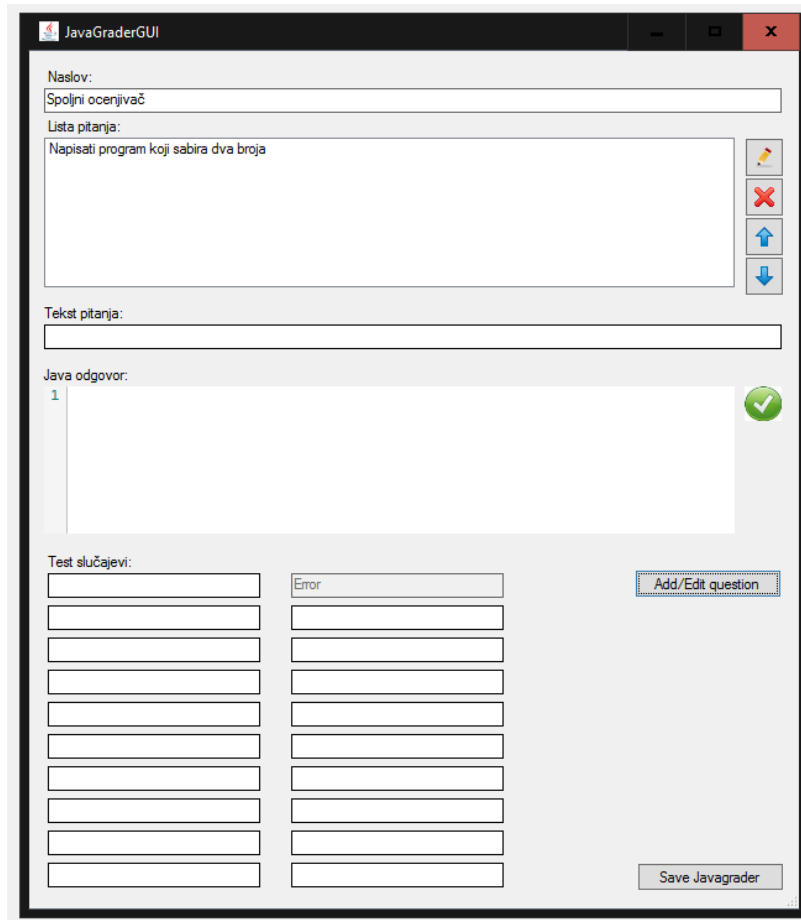 JavaGraderGUI
Naslov:
Spoljni ocenjivač
Lista pitanja:
Napisati program koji sabira dva broja
Tekst pitanja:
Java odgovor:
1
Test slučajevi:
Error
Add/Edit question
Save Javagrader